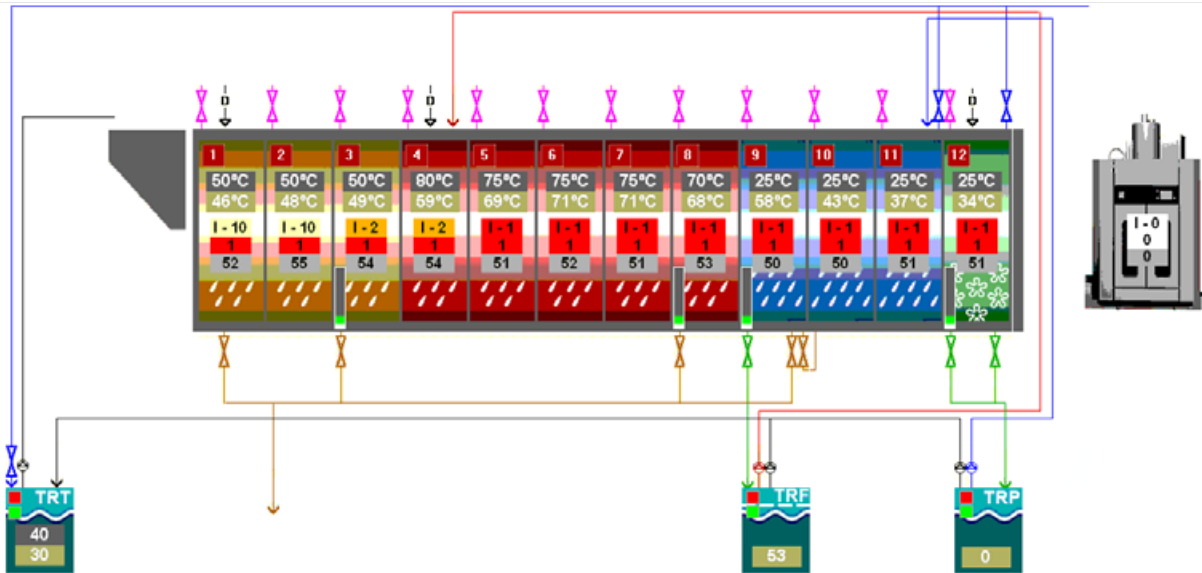 D D D
1 2 3 4 5 6 7 8 9 10 11 12
50°C 50°C 50°C 80°C 75°C 75°C 75°C 70°C 25°C 25°C 25°C 25°C
46°C 48°C 49°C 59°C 69°C 71°C 71°C 68°C 58°C 43°C 37°C 34°C
I - 10 I - 10 I - 2 I - 2 I - 1 I - 1 I - 1 I - 1 I - 1 I - 1 I - 1 I - 1
1 1 1 1 1 1 1 1 1 1 1 1
52 55 54 54 51 52 51 53 50 50 51 51
I - 0
0
TRT TRF TRP
40
30 53 0